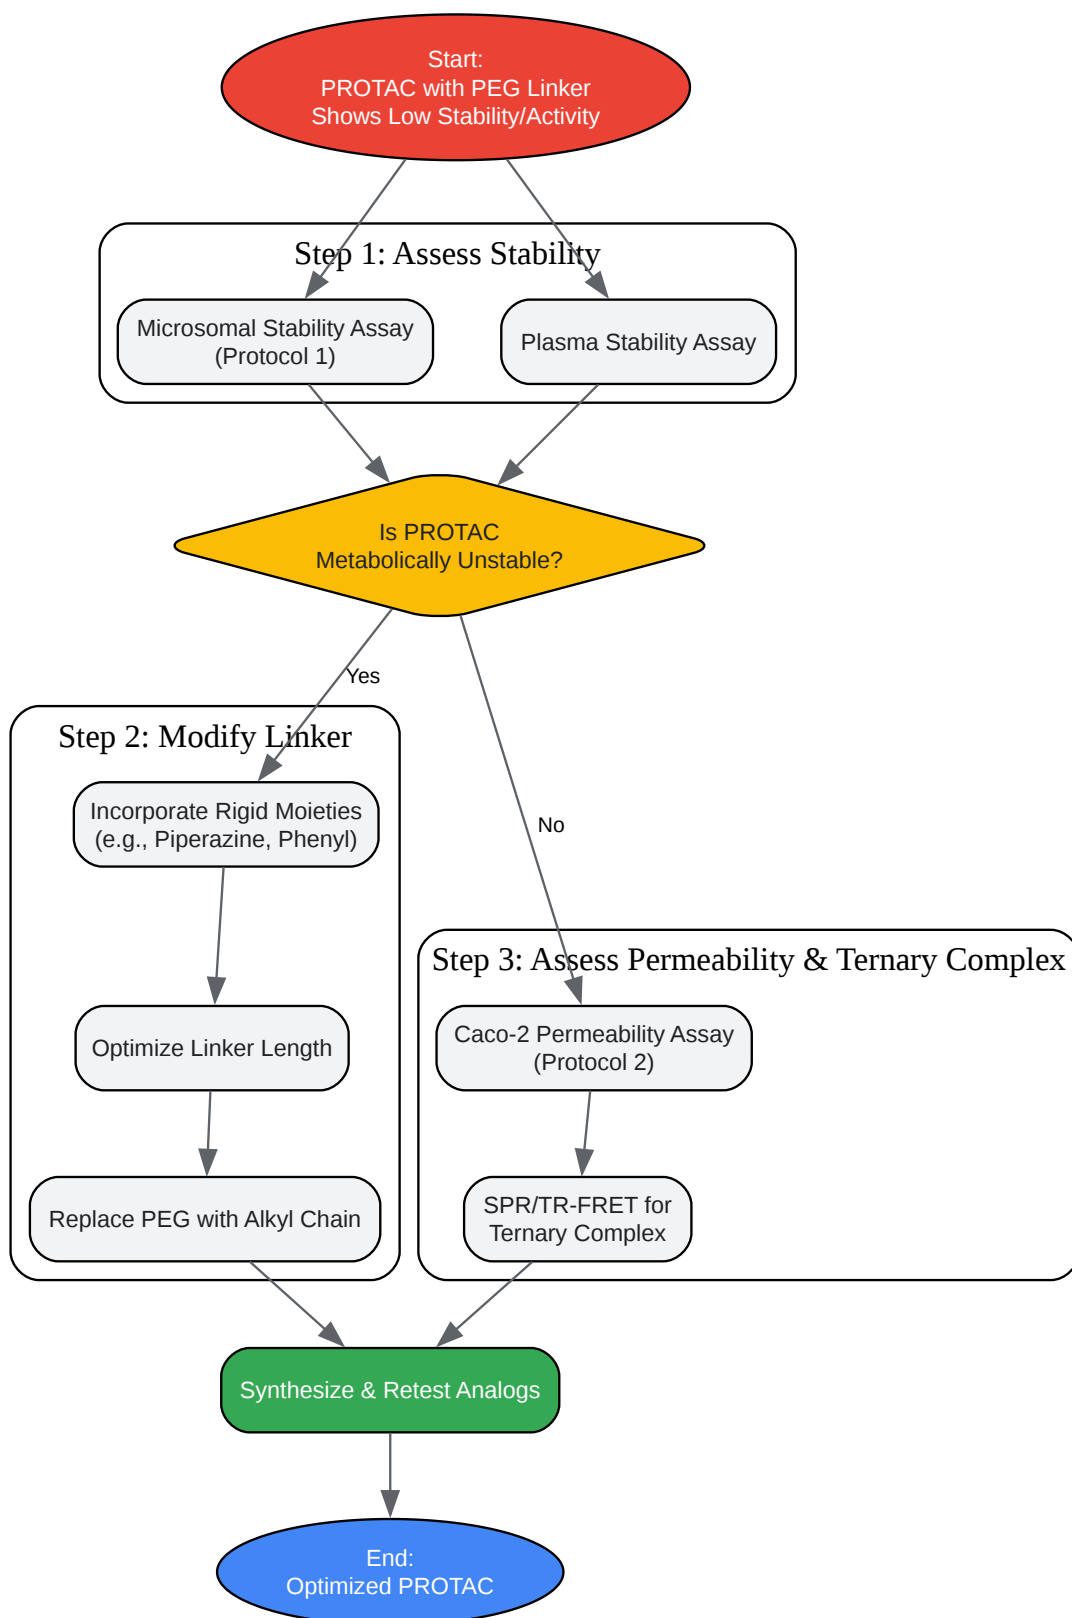 Start:
PROTAC with PEG Linker
Shows Low Stability/Activity
Step 1: Assess Stability
Microsomal Stability Assay
(Protocol 1)
Plasma Stability Assay
Is PROTAC
Metabolically Unstable?
Yes
No
Step 2: Modify Linker
Incorporate Rigid Moieties
(e.g., Piperazine, Phenyl)
Optimize Linker Length
Replace PEG with Alkyl Chain
Step 3: Assess Permeability & Ternary Complex
Caco-2 Permeability Assay
(Protocol 2)
SPR/TR-FRET for
Ternary Complex
Synthesize & Retest Analogs
End:
Optimized PROTAC